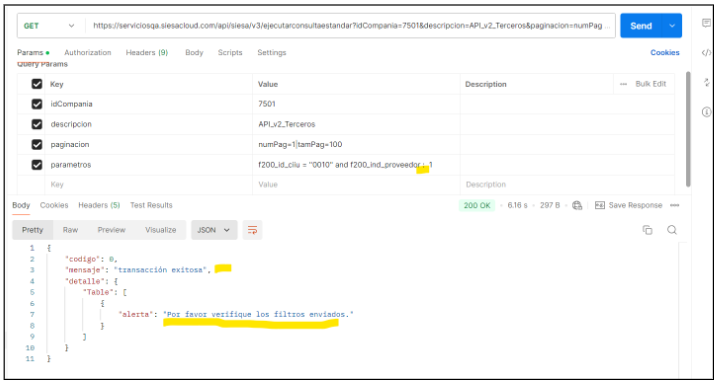 GET https://serviciosqa.siesacloud.com/api/siesa/v3/ejecutarconsultaestandar?idCompania=7501&descripcion=API_v2_Terceros&paginacion=numPag ... Send
Params Authorization Headers (9) Body Scripts Settings Cookies
Query Params
Key Value Description ••• Bulk Edit
idCompania 7501
descripcion API_v2_Terceros
paginacion numPag=1|tamPag=100
parametros f200_id_ciiu = "0010" and f200_ind_proveedor : 1
Key Value Description
Body Cookies Headers (5) Test Results 200 OK • 6.16 s • 297 B • Save Response •••
Pretty Raw Preview Visualize JSON
1 {
2 "codigo": 0,
3 "mensaje": "transacción exitosa",
4 "detalle": {
5 "Table": [
6 {
7 "alerta": "Por favor verifique los filtros enviados."
8 }
9 ]
10 }
11 }